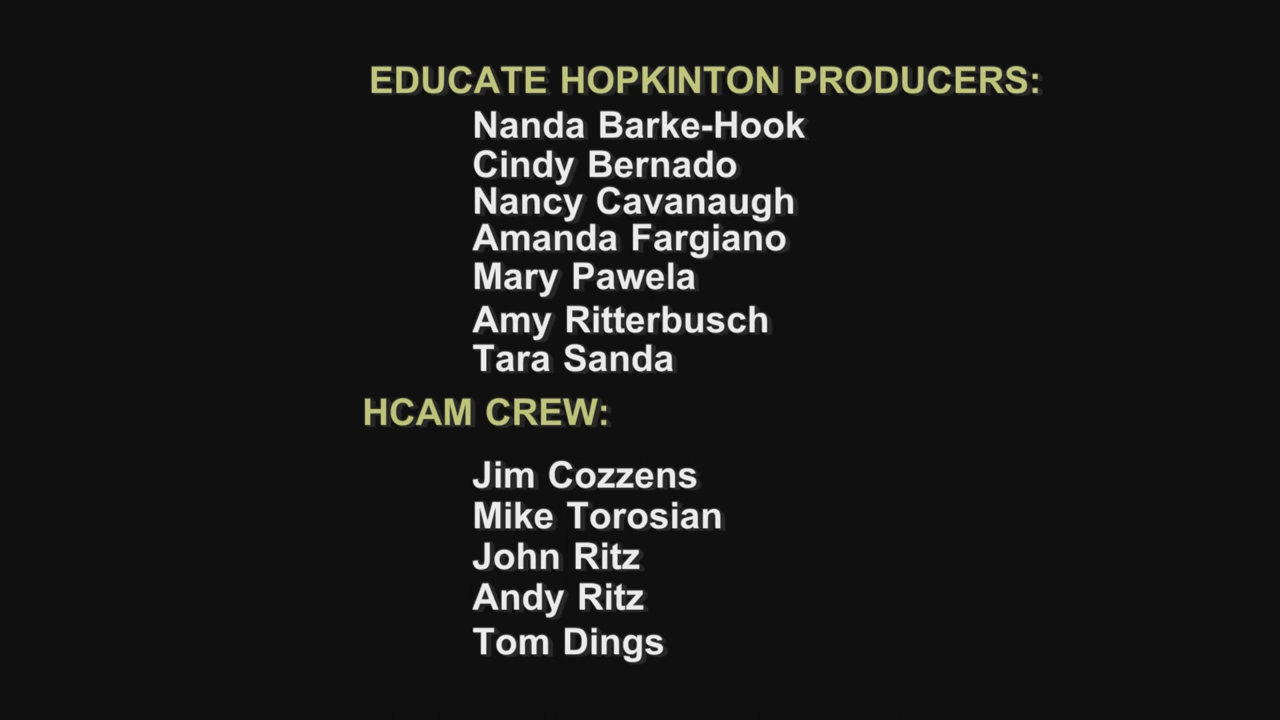 EDUCATE HOPKINTON PRODUCERS:
Nanda Barke-Hook
Cindy Bernado
Nancy Cavanaugh
Amanda Fargiano
Mary Pawela
Amy Ritterbusch
Tara Sanda
HCAM CREW:
Jim Cozzens
Mike Torosian
John Ritz
Andy Ritz
Tom Dings